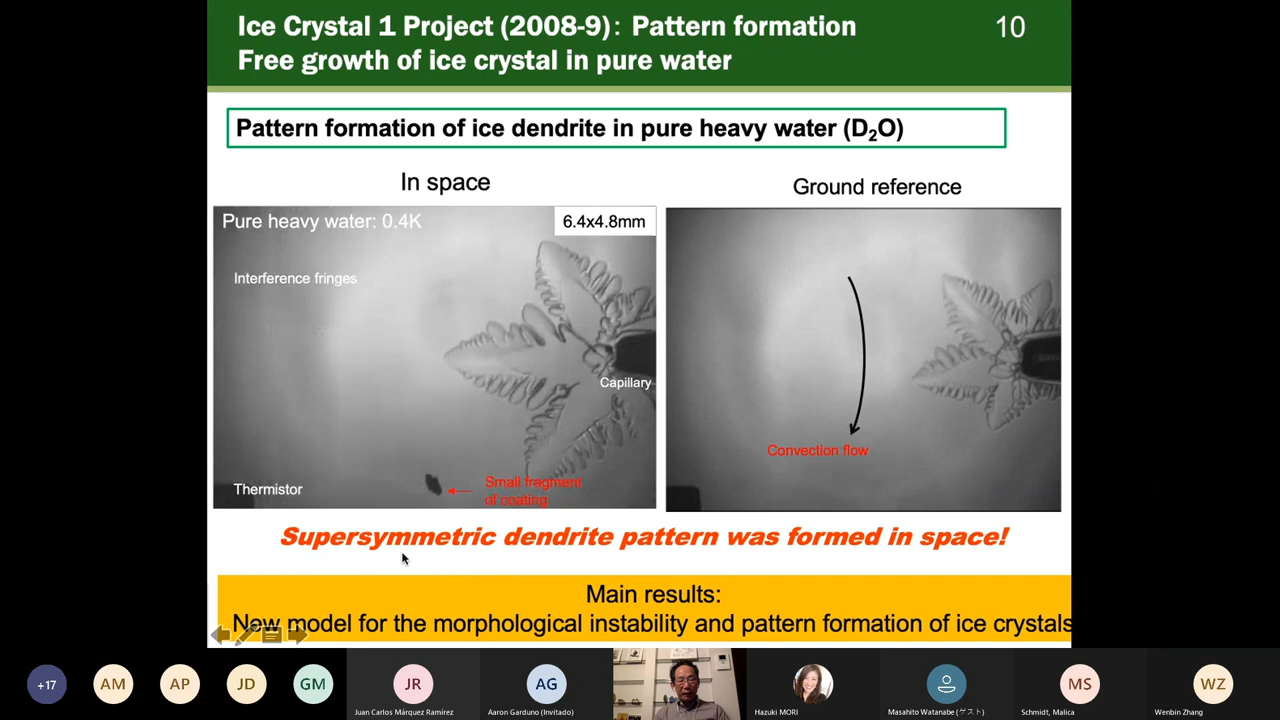 Ice Crystal 1 Project (2008-9): Pattern formation
10
Free growth of ice crystal in pure water
Pattern formation of ice dendrite in pure heavy water (D₂O)
In space
Ground reference
Pure heavy water: 0.4K
6.4x4.8mm
Interference fringes
Capillary
Convection flow
Thermistor
Small fragment
of coating
Supersymmetric dendrite pattern was formed in space!
Main results:
New model for the morphological instability and pattern formation of ice crystals
+17
AM
AP
JD
GM
JR
AG
MS
WZ
Juan Carlos Márquez Ramírez
Aaron Garduno (Invitado)
Hazuki MORI
Masahito Watanabe (ゲスト)
Schmidt, Malica
Wenbin Zhang